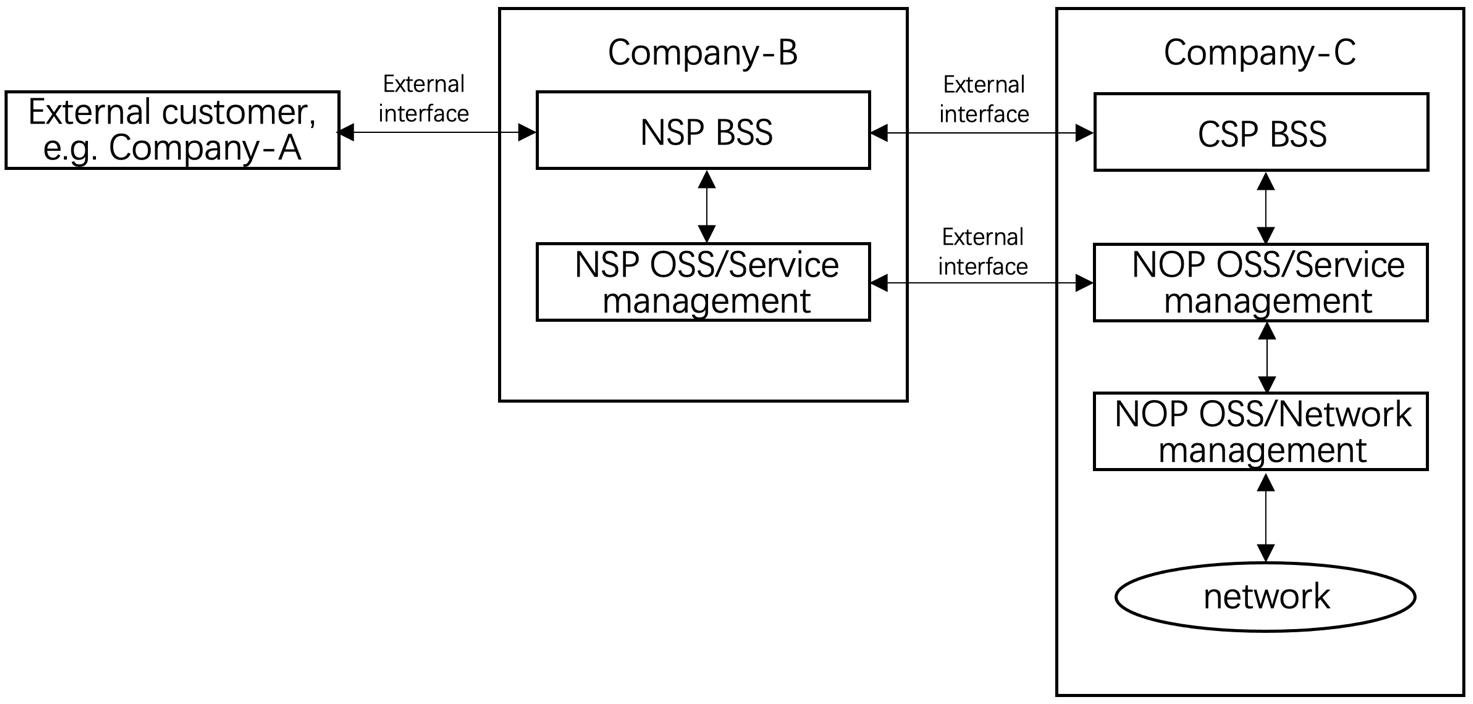 Company-B
Company-C
External
interface
External
interface
External customer,
e.g. Company-A
NSP BSS
CSP BSS
External
interface
NSP OSS/Service
management
NOP OSS/Service
management
NOP OSS/Network
management
network